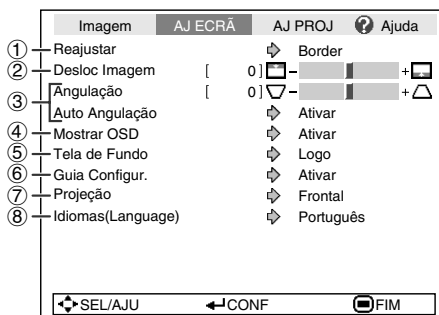 Imagem AJ ECRÃ AJ PROJ ? Ajuda
① Reajustar Border
② Desloc Imagem [ 0 ] - +
③ Angulação [ 0 ] - +
Auto Angulação Ativar
④ Mostrar OSD Ativar
⑤ Tela de Fundo Logo
⑥ Guia Configur. Ativar
⑦ Projeção Frontal
⑧ Idiomas(Language) Português
SEL/AJU CONF FIM